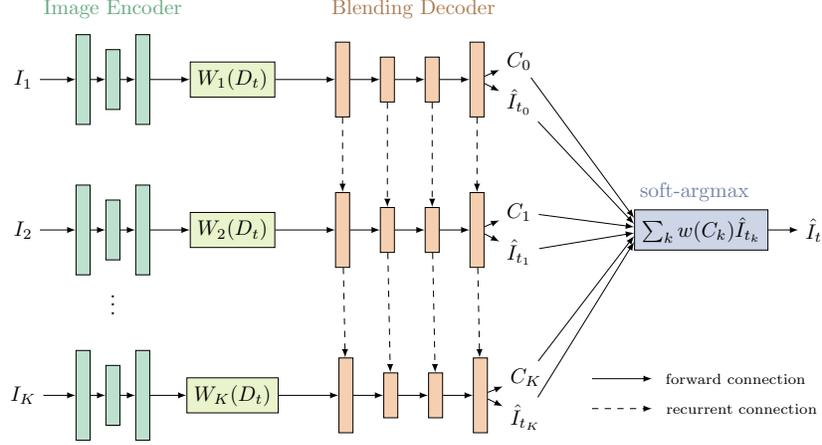 Image Encoder
Blending Decoder
I_1
W_1(D_t)
C_0
Î_{t_0}
I_2
W_2(D_t)
C_1
Î_{t_1}
soft-argmax
∑_k w(C_k)Î_{t_k}
Î_t
⋮
I_K
W_K(D_t)
C_K
Î_{t_K}
forward connection
recurrent connection